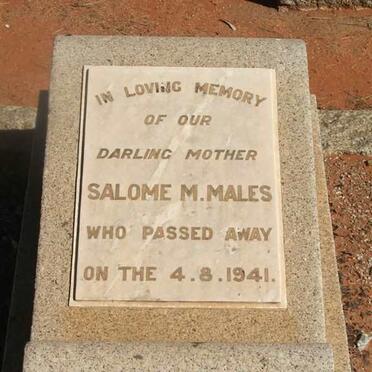 IN LOVING MEMORY
OF OUR
DARLING MOTHER
SALOME M. MALES
WHO PASSED AWAY
ON THE 4.8.1941.